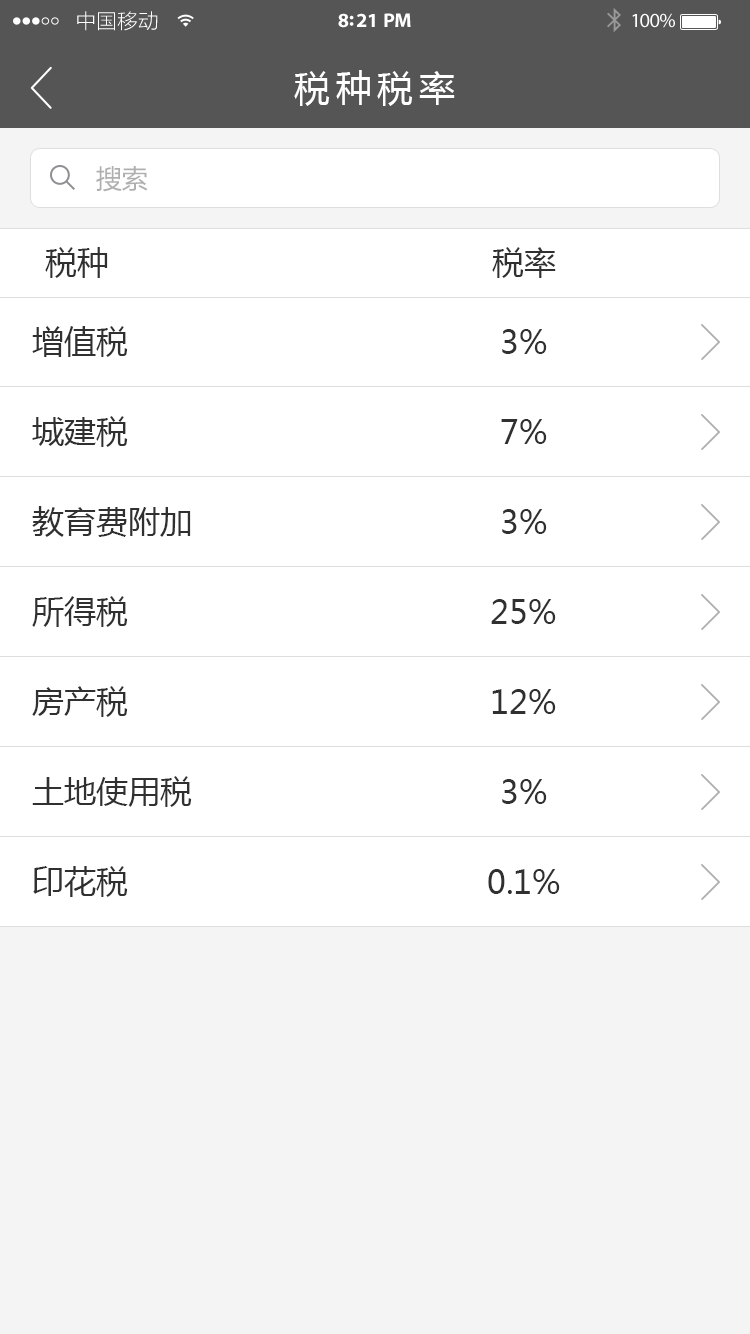 中国移动 8:21 PM 100%
税种税率
搜索
税种 税率
增值税 3%
城建税 7%
教育费附加 3%
所得税 25%
房产税 12%
土地使用税 3%
印花税 0.1%